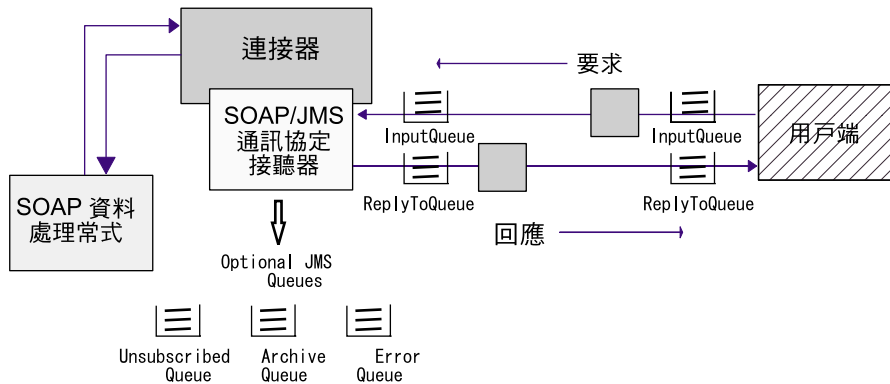 連接器
要求
SOAP/JMS
通訊協定
接聽器
InputQueue
InputQueue
用戶端
SOAP 資料
處理常式
ReplyToQueue
ReplyToQueue
回應
Optional JMS
Queues
Unsubscribed
Queue
Archive
Queue
Error
Queue